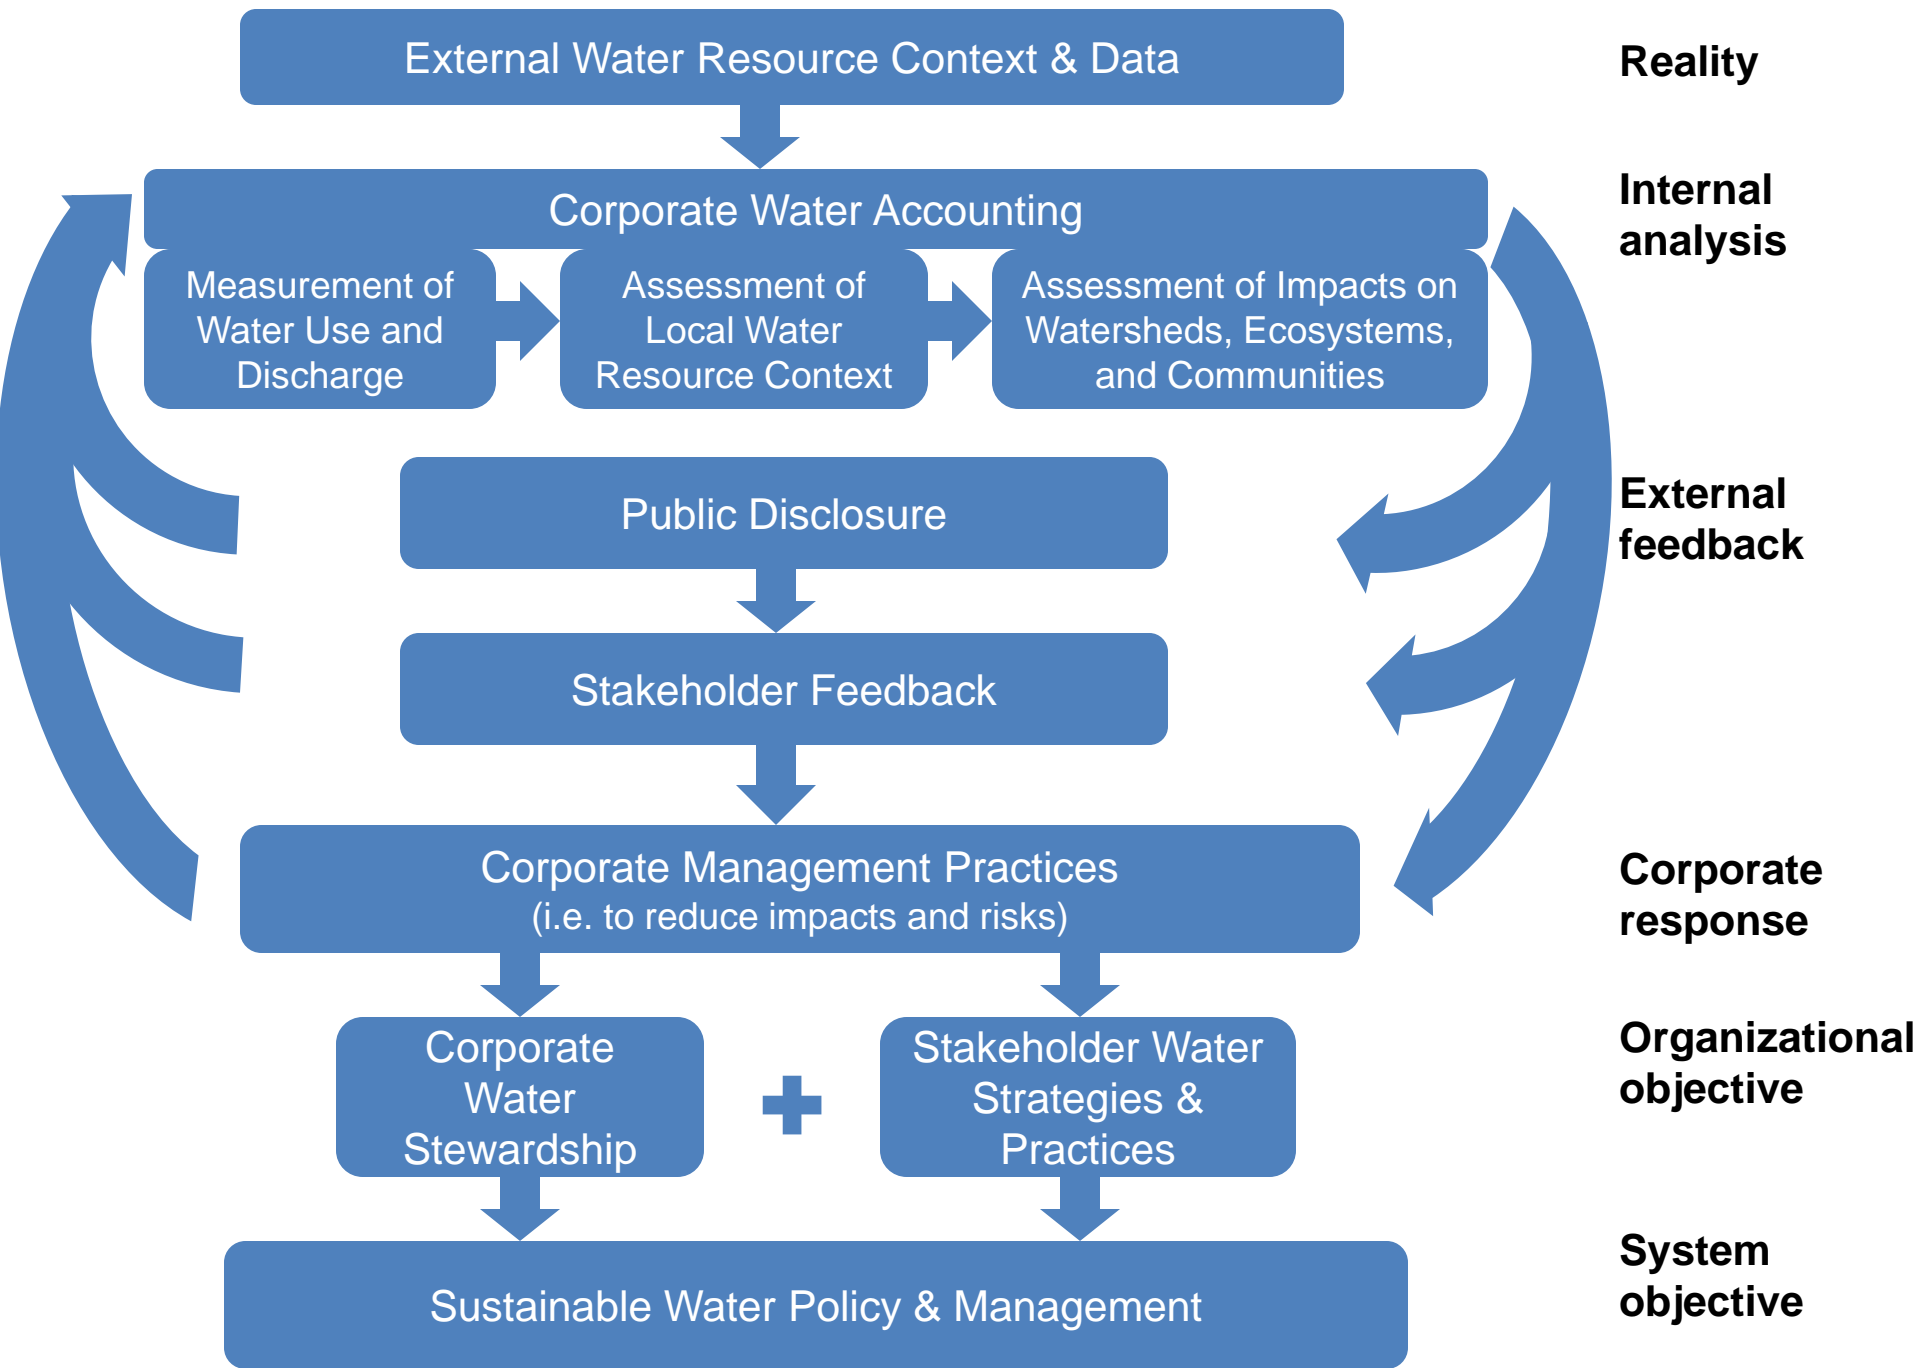 External Water Resource Context & Data
Reality
Corporate Water Accounting
Internal
analysis
Measurement of
Water Use and
Discharge
Assessment of
Local Water
Resource Context
Assessment of Impacts on
Watersheds, Ecosystems,
and Communities
Public Disclosure
External
feedback
Stakeholder Feedback
Corporate Management Practices
(i.e. to reduce impacts and risks)
Corporate
response
Corporate
Water
Stewardship
Stakeholder Water
Strategies &
Practices
Organizational
objective
Sustainable Water Policy & Management
System
objective